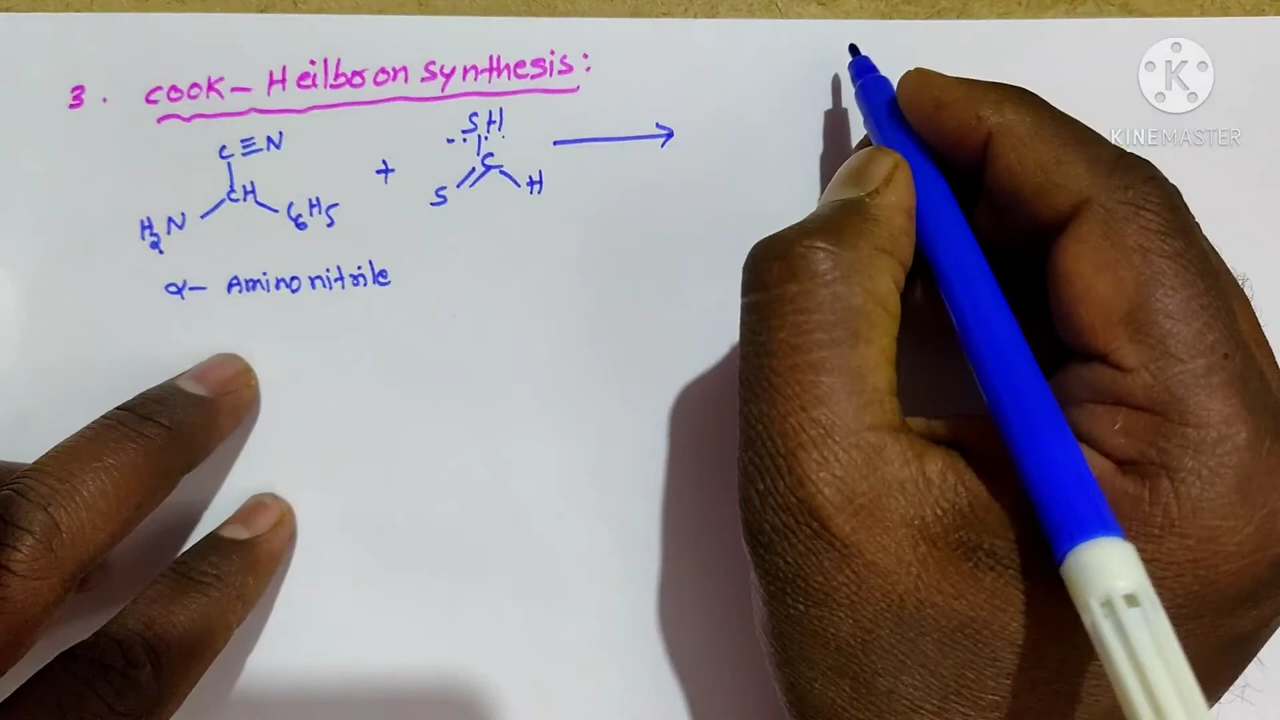 3. Cook-Heilbron synthesis:
C≡N
CH
H₂N
C₆H₅
+
SH
C
S
H
α- Aminonitrile
K
KINEMASTER